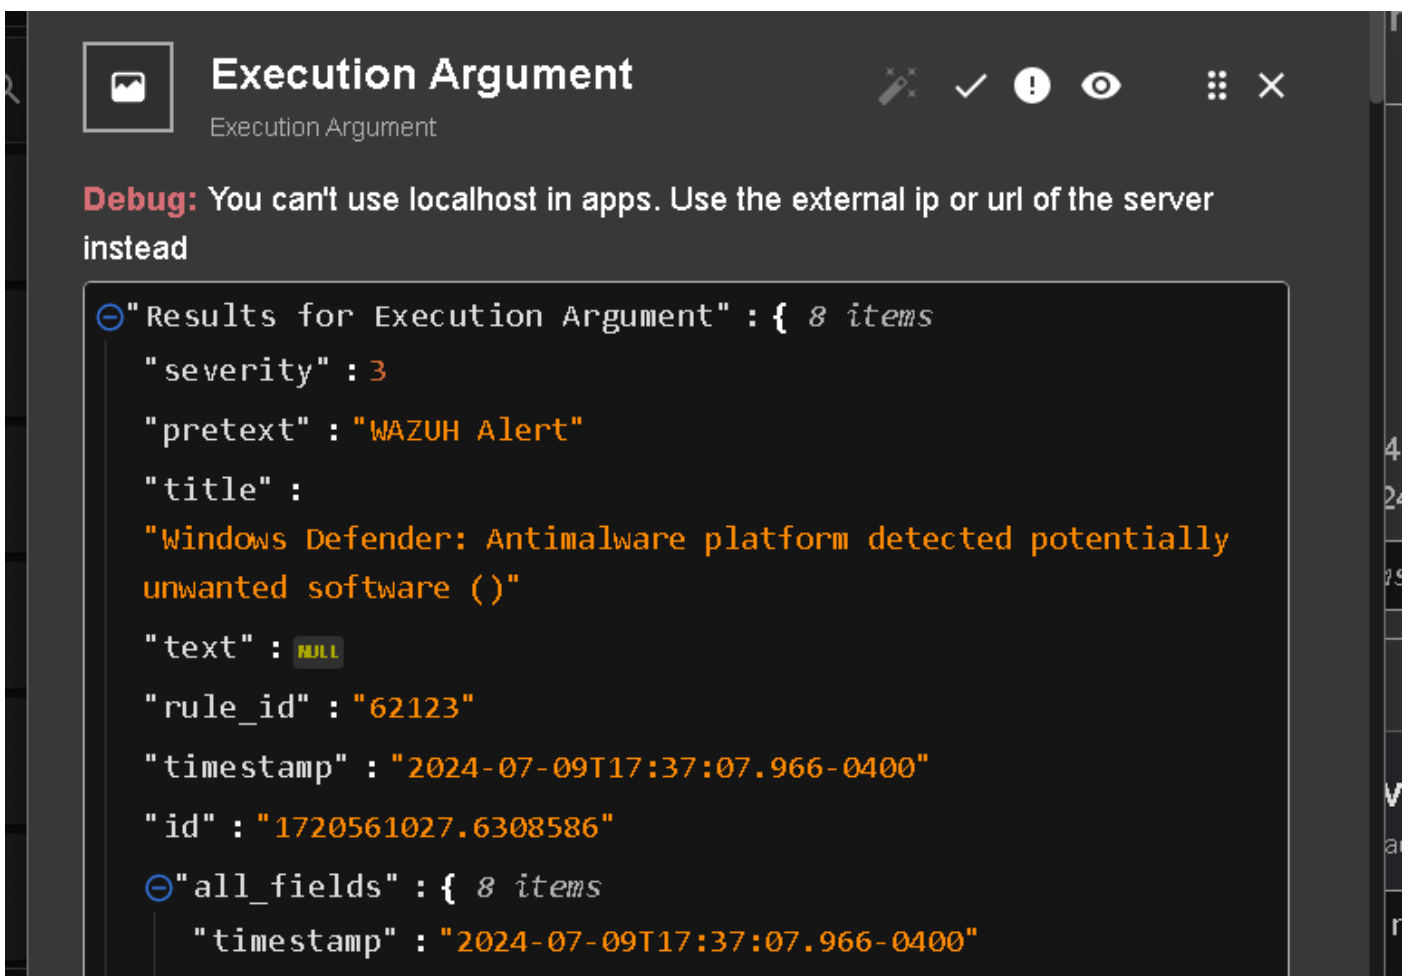 Execution Argument
Execution Argument
Debug: You can't use localhost in apps. Use the external ip or url of the server
instead
"Results for Execution Argument" : { 8 items
"severity" : 3
"pretext" : "WAZUH Alert"
"title" :
"Windows Defender: Antimalware platform detected potentially
unwanted software ()"
"text" : NULL
"rule_id" : "62123"
"timestamp" : "2024-07-09T17:37:07.966-0400"
"id" : "1720561027.6308586"
"all_fields" : { 8 items
"timestamp" : "2024-07-09T17:37:07.966-0400"